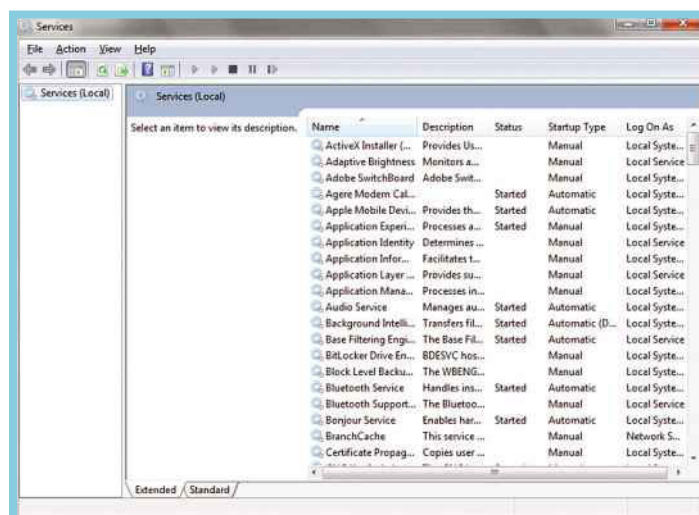 Services
File Action View Help
Services (Local)
Services (Local)
Select an item to view its description.
Name Description Status Startup Type Log On As
ActiveX Installer (... Provides Us... Manual Local Syste...
Adaptive Brightness Monitors a... Manual Local Service
Adobe SwitchBoard Adobe Swit... Manual Local Syste...
Agere Modem Cal... Started Automatic Local Syste...
Apple Mobile Devi... Provides th... Started Automatic Local Syste...
Application Experi... Processes a... Started Manual Local Syste...
Application Identity Determines ... Manual Local Service
Application Infor... Facilitates t... Manual Local Syste...
Application Layer ... Provides su... Manual Local Service
Application Mana... Processes in... Manual Local Syste...
Audio Service Manages au... Started Automatic Local Syste...
Background Intelli... Transfers fil... Started Automatic (D... Local Syste...
Base Filtering Engi... The Base Fil... Started Automatic Local Service
BitLocker Drive En... BDESVC hos... Manual Local Syste...
Block Level Backu... The WBENG... Manual Local Syste...
Bluetooth Service Handles ins... Started Automatic Local Syste...
Bluetooth Support... The Bluetoo... Manual Local Service
Bonjour Service Enables har... Started Automatic Local Syste...
BranchCache This service ... Manual Network S...
Certificate Propag... Copies user ... Manual Local Syste...
Extended Standard